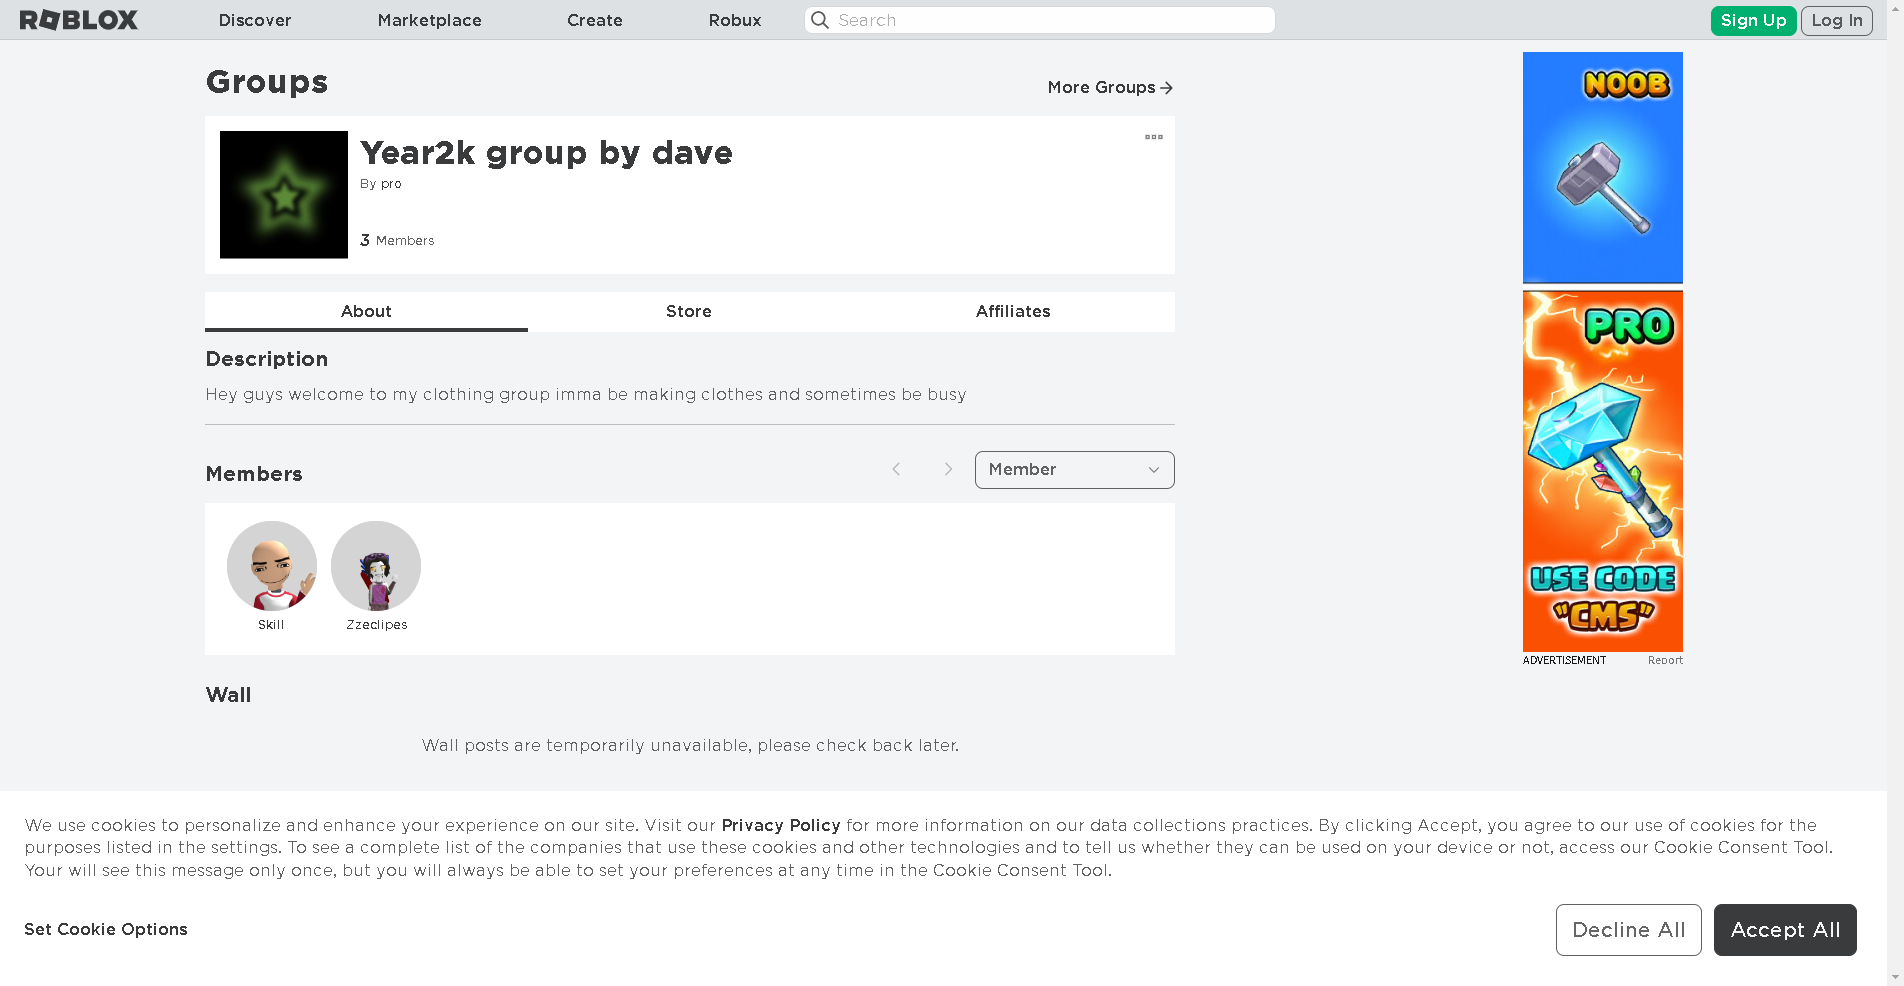 ROBLOX Discover Marketplace Create Robux Search Sign Up Log In
Groups
More Groups
Year2k group by dave
By pro
3 Members
About Store Affiliates
Description
Hey guys welcome to my clothing group imma be making clothes and sometimes be busy
Members
Member
Skill Zzeclipes
Wall
Wall posts are temporarily unavailable, please check back later.
NOOB
PRO
USE CODE
"CMS"
ADVERTISEMENT Report
We use cookies to personalize and enhance your experience on our site. Visit our Privacy Policy for more information on our data collections practices. By clicking Accept, you agree to our use of cookies for the
purposes listed in the settings. To see a complete list of the companies that use these cookies and other technologies and to tell us whether they can be used on your device or not, access our Cookie Consent Tool.
Your will see this message only once, but you will always be able to set your preferences at any time in the Cookie Consent Tool.
Set Cookie Options
Decline All Accept All